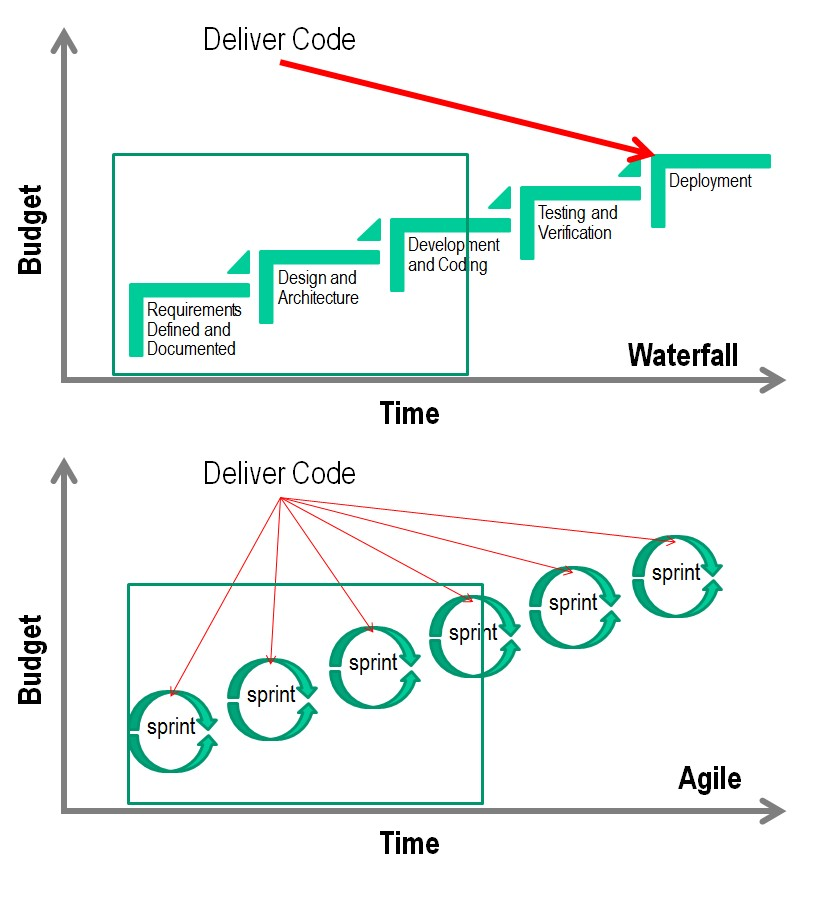 Deliver Code
Budget
Requirements
Defined and
Documented
Design and
Architecture
Development
and Coding
Testing and
Verification
Deployment
Waterfall
Time
Deliver Code
Budget
sprint
sprint
sprint
sprint
sprint
sprint
Agile
Time